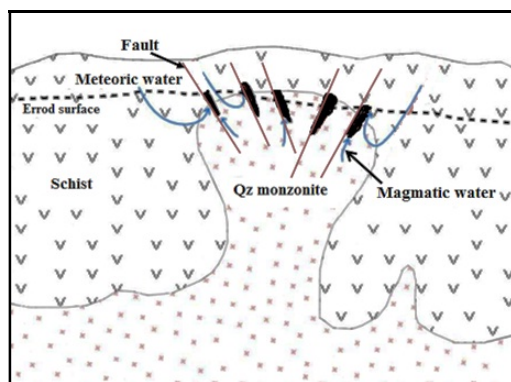 Fault
Meteoric water
Errod surface
Schist
Qz monzonite
Magmatic water